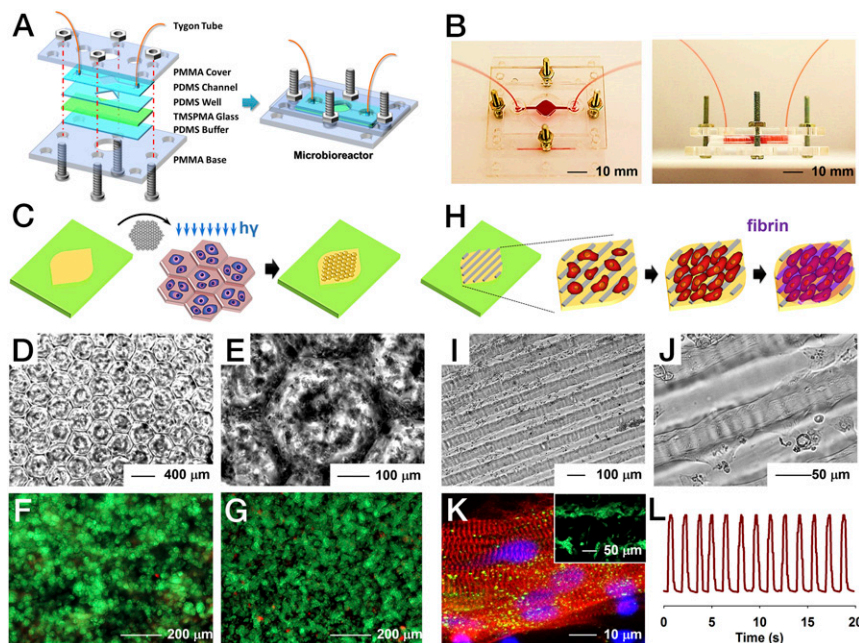 A
Tygon Tube
PMMA Cover
PDMS Channel
PDMS Well
TMSPMA Glass
PDMS Buffer
PMMA Base
Microbioreactor
B
10 mm
10 mm
C
hγ
H
fibrin
D
400 μm
E
100 μm
I
100 μm
J
50 μm
F
200 μm
G
200 μm
K
50 μm
10 μm
L
0 5 10 15 20
Time (s)